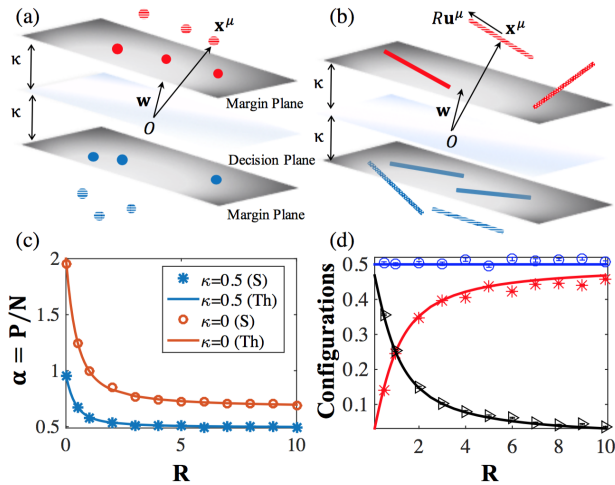 (a)
x^μ
κ
w
Margin Plane
κ
O
Decision Plane
Margin Plane
(b)
Ru^μ
x^μ
κ
w
κ
O
(c)
2
1.5
1
0.5
0
5
10
α = P/N
R
κ=0.5 (S)
κ=0.5 (Th)
κ=0 (S)
κ=0 (Th)
(d)
0.5
0.4
0.3
0.2
0.1
2
4
6
8
10
Configurations
R